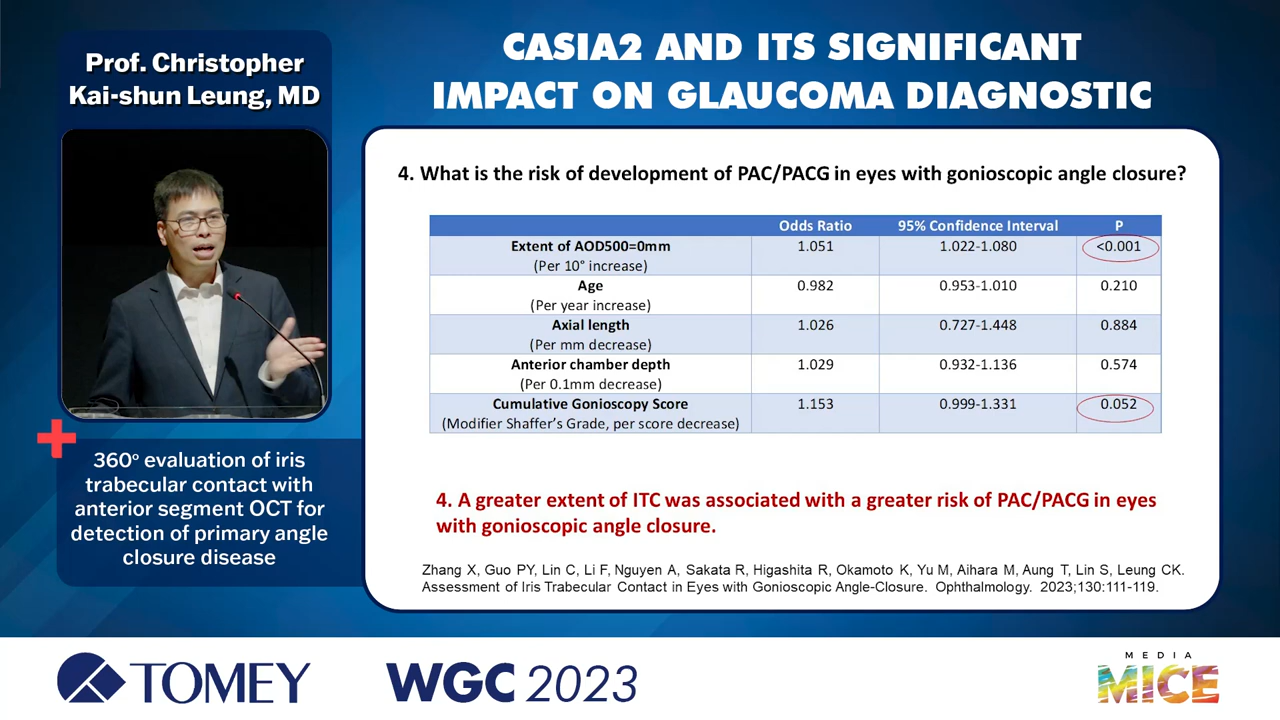 Prof. Christopher
Kai-shun Leung, MD
CASIA2 AND ITS SIGNIFICANT
IMPACT ON GLAUCOMA DIAGNOSTIC
360° evaluation of iris
trabecular contact with
anterior segment OCT for
detection of primary angle
closure disease
4. What is the risk of development of PAC/PACG in eyes with gonioscopic angle closure?
Odds Ratio 95% Confidence Interval P
Extent of AOD500=0mm 1.051 1.022-1.080 <0.001
(Per 10° increase)
Age 0.982 0.953-1.010 0.210
(Per year increase)
Axial length 1.026 0.727-1.448 0.884
(Per mm decrease)
Anterior chamber depth 1.029 0.932-1.136 0.574
(Per 0.1mm decrease)
Cumulative Gonioscopy Score 1.153 0.999-1.331 0.052
(Modifier Shaffer's Grade, per score decrease)
4. A greater extent of ITC was associated with a greater risk of PAC/PACG in eyes
with gonioscopic angle closure.
Zhang X, Guo PY, Lin C, Li F, Nguyen A, Sakata R, Higashita R, Okamoto K, Yu M, Aihara M, Aung T, Lin S, Leung CK.
Assessment of Iris Trabecular Contact in Eyes with Gonioscopic Angle-Closure. Ophthalmology. 2023;130:111-119.
TOMEY
WGC 2023
MEDIA
MICE